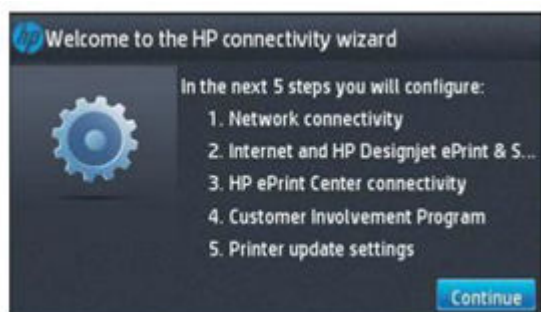 hp Welcome to the HP connectivity wizard
In the next 5 steps you will configure:
1. Network connectivity
2. Internet and HP Designjet ePrint & S...
3. HP ePrint Center connectivity
4. Customer Involvement Program
5. Printer update settings
Continue